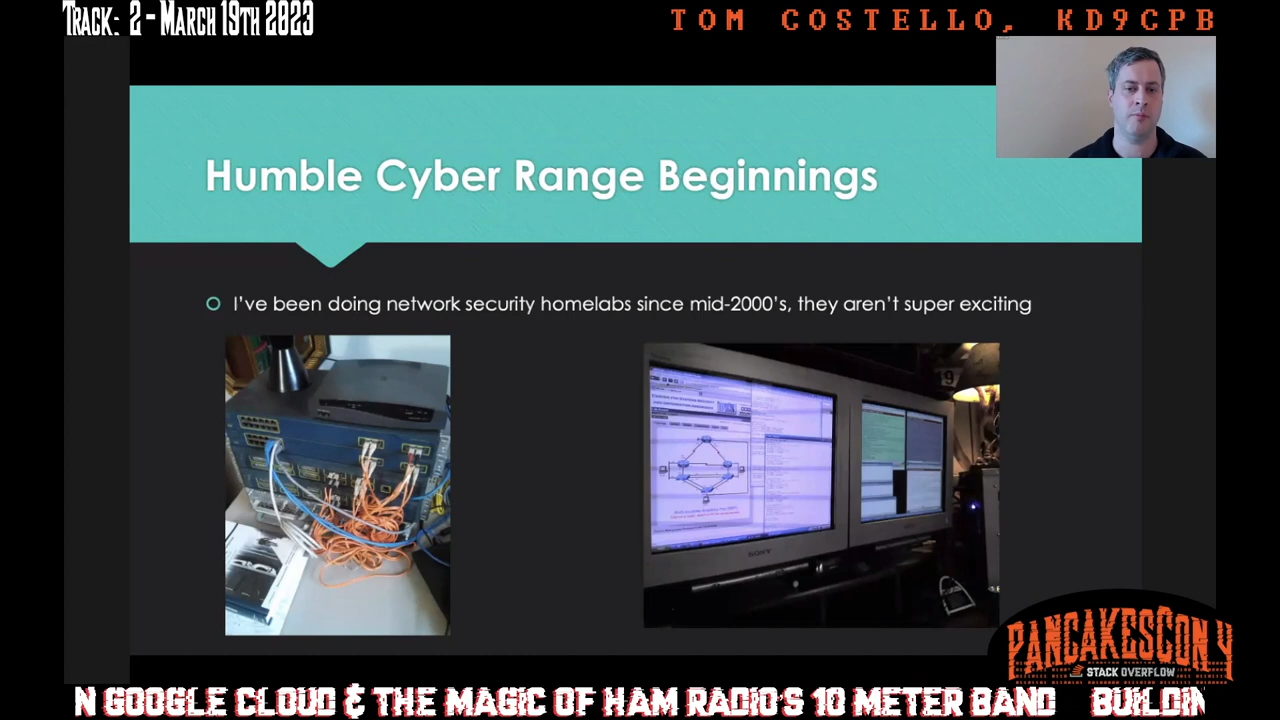 Track: 2 - March 19th 2023
TOM COSTELLO, KD9CPB
Humble Cyber Range Beginnings
I've been doing network security homelabs since mid-2000's, they aren't super exciting
SONY
19
PANCAKESCON 4
STACK OVERFLOW
N GOOGLE CLOUD & THE MAGIC OF HAM RADIO'S 10 METER BAND BUILDIN